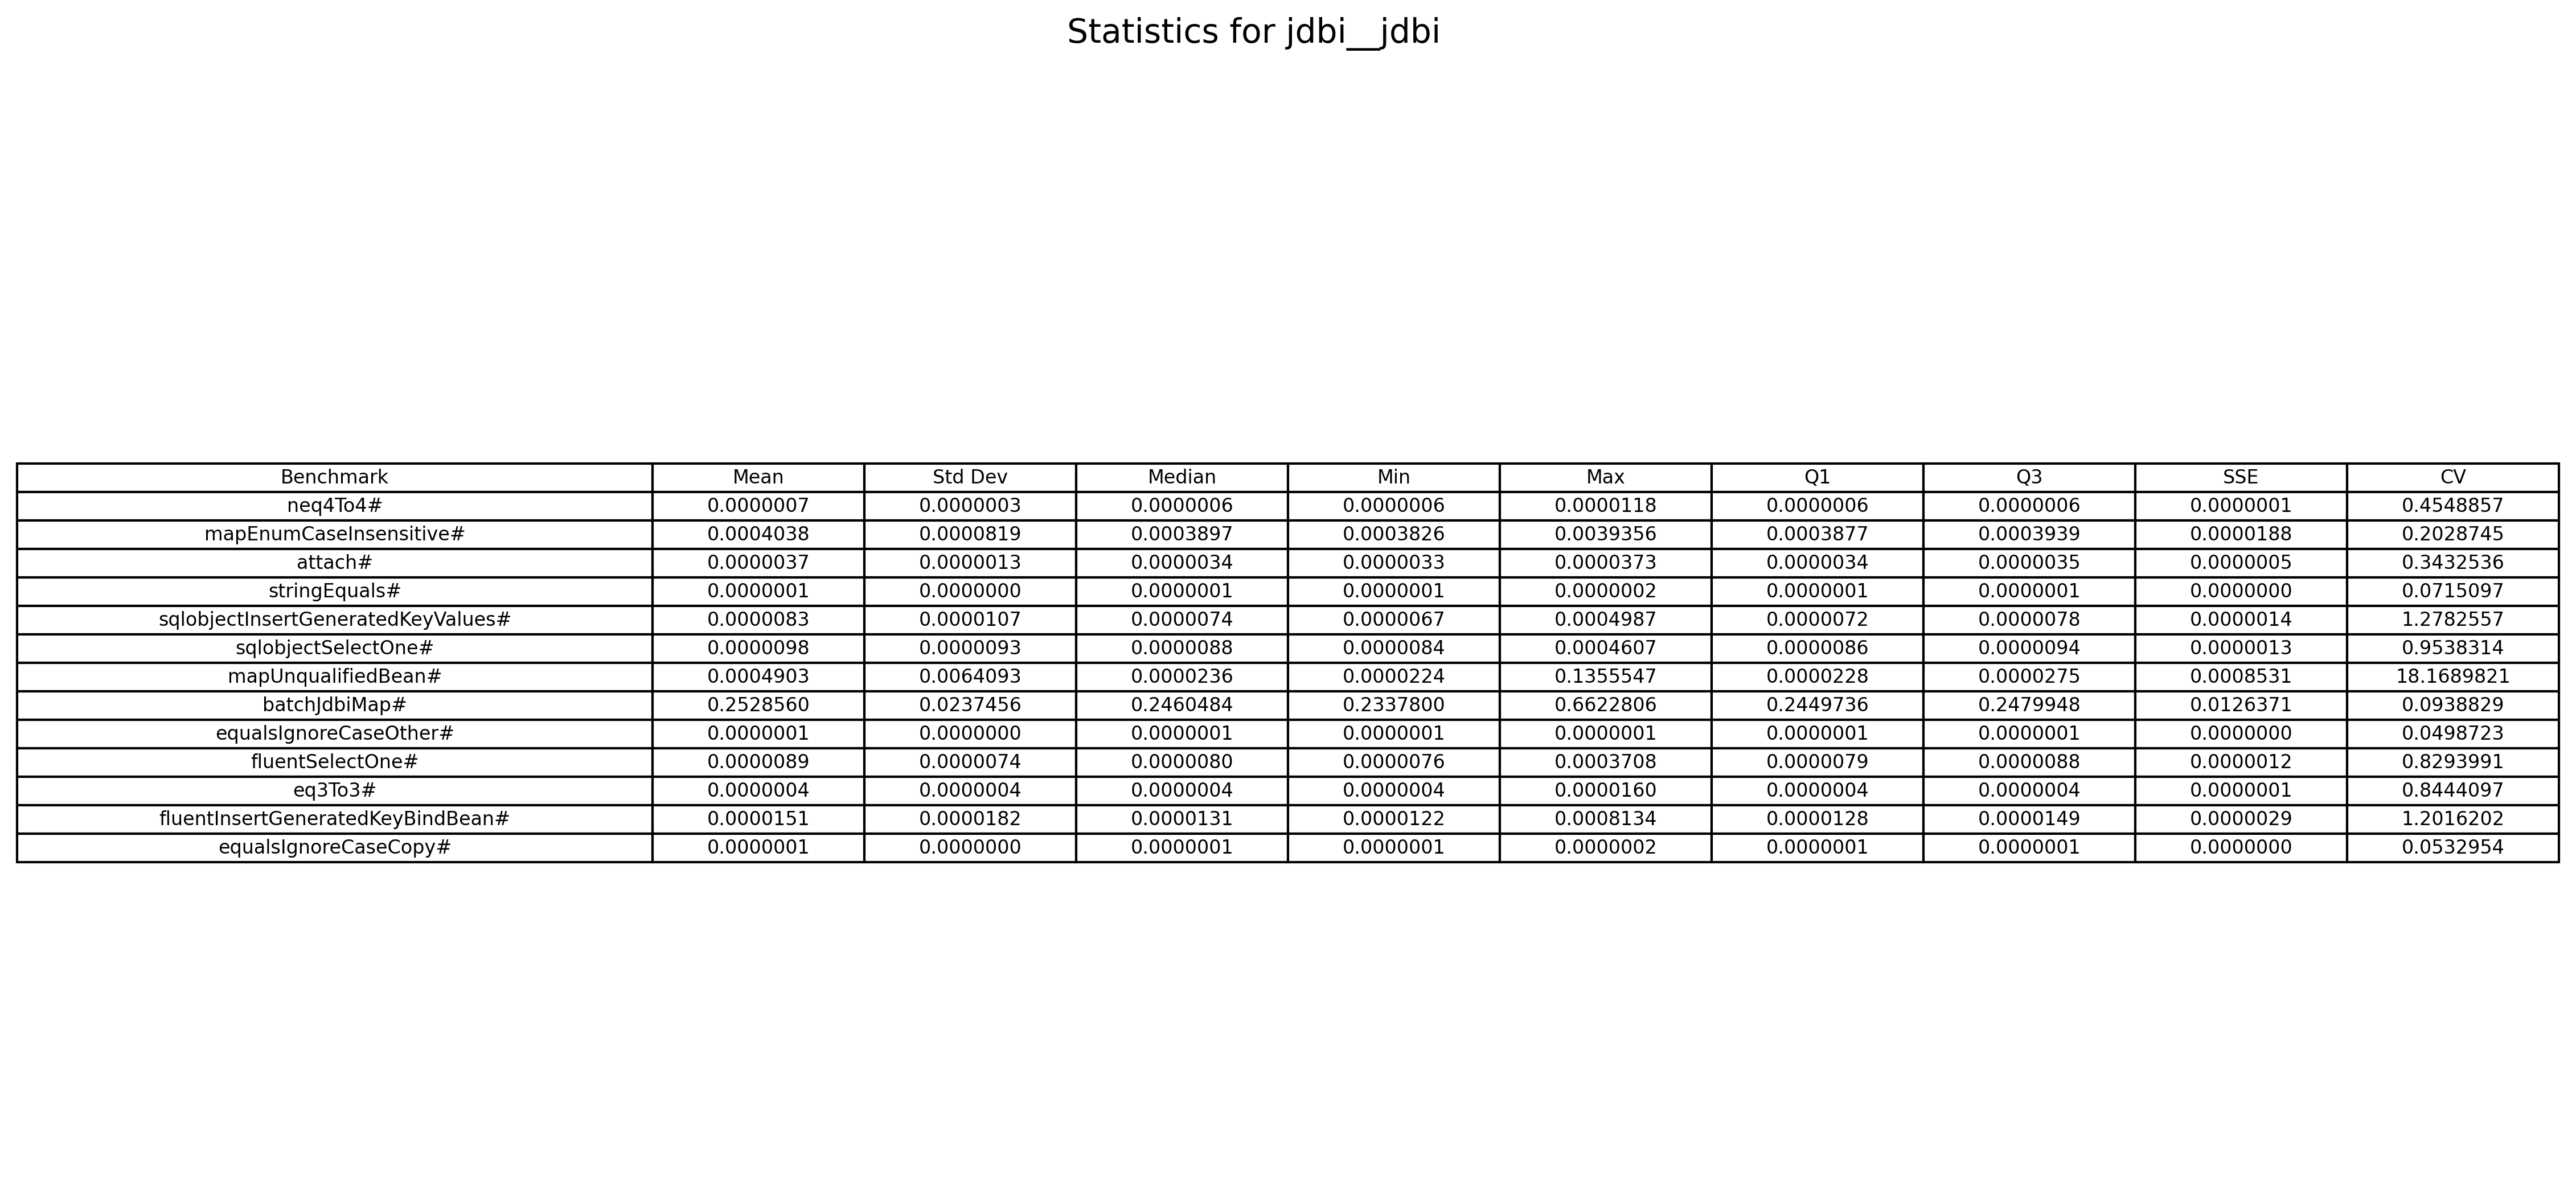 Statistics for jdbi__jdbi
Benchmark Mean Std Dev Median Min Max Q1 Q3 SSE CV
neq4To4# 0.0000007 0.0000003 0.0000006 0.0000006 0.0000118 0.0000006 0.0000006 0.0000001 0.4548857
mapEnumCaseInsensitive# 0.0004038 0.0000819 0.0003897 0.0003826 0.0039356 0.0003877 0.0003939 0.0000188 0.2028745
attach# 0.0000037 0.0000013 0.0000034 0.0000033 0.0000373 0.0000034 0.0000035 0.0000005 0.3432536
stringEquals# 0.0000001 0.0000000 0.0000001 0.0000001 0.0000002 0.0000001 0.0000001 0.0000000 0.0715097
sqlobjectInsertGeneratedKeyValues# 0.0000083 0.0000107 0.0000074 0.0000067 0.0004987 0.0000072 0.0000078 0.0000014 1.2782557
sqlobjectSelectOne# 0.0000098 0.0000093 0.0000088 0.0000084 0.0004607 0.0000086 0.0000094 0.0000013 0.9538314
mapUnqualifiedBean# 0.0004903 0.0064093 0.0000236 0.0000224 0.1355547 0.0000228 0.0000275 0.0008531 18.1689821
batchJdbiMap# 0.2528560 0.0237456 0.2460484 0.2337800 0.6622806 0.2449736 0.2479948 0.0126371 0.0938829
equalsIgnoreCaseOther# 0.0000001 0.0000000 0.0000001 0.0000001 0.0000001 0.0000001 0.0000001 0.0000000 0.0498723
fluentSelectOne# 0.0000089 0.0000074 0.0000080 0.0000076 0.0003708 0.0000079 0.0000088 0.0000012 0.8293991
eq3To3# 0.0000004 0.0000004 0.0000004 0.0000004 0.0000160 0.0000004 0.0000004 0.0000001 0.8444097
fluentInsertGeneratedKeyBindBean# 0.0000151 0.0000182 0.0000131 0.0000122 0.0008134 0.0000128 0.0000149 0.0000029 1.2016202
equalsIgnoreCaseCopy# 0.0000001 0.0000000 0.0000001 0.0000001 0.0000002 0.0000001 0.0000001 0.0000000 0.0532954